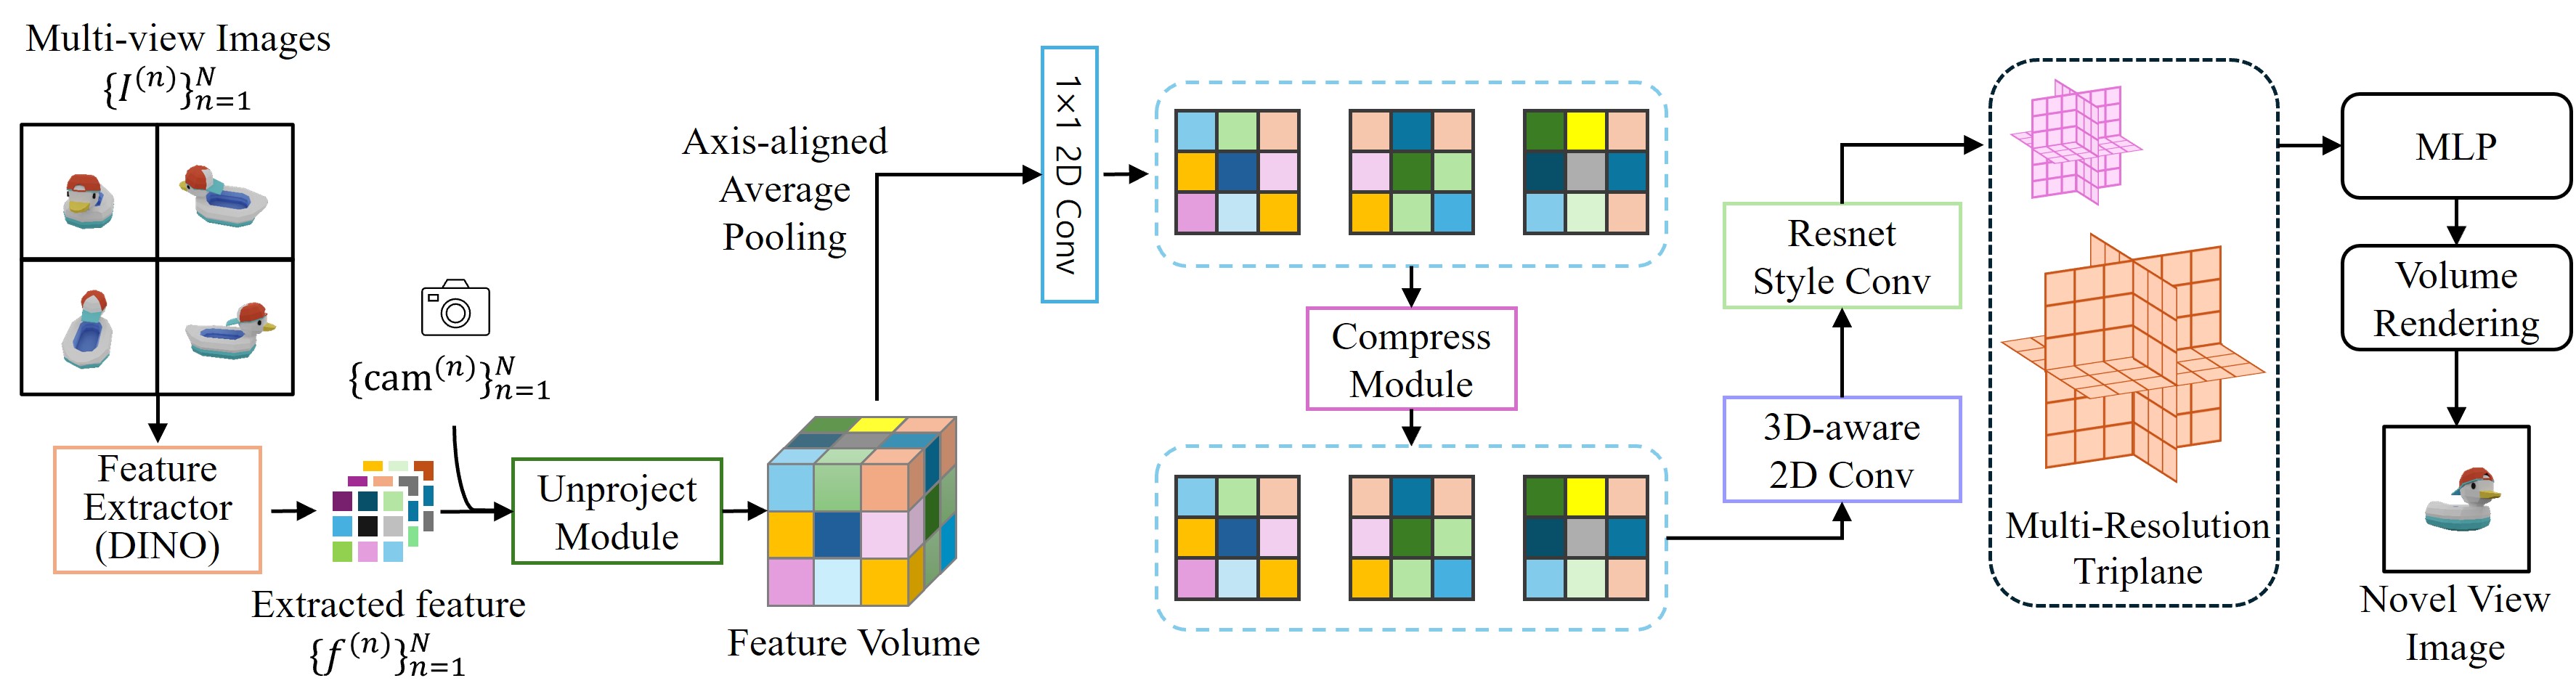 Multi-view Images
{I^(n)}_{n=1}^N
Feature
Extractor
(DINO)
Extracted feature
{f^(n)}_{n=1}^N
{cam^(n)}_{n=1}^N
Unproject
Module
Feature Volume
Axis-aligned
Average
Pooling
1×1 2D Conv
Compress
Module
3D-aware
2D Conv
Resnet
Style Conv
Multi-Resolution
Triplane
MLP
Volume
Rendering
Novel View
Image